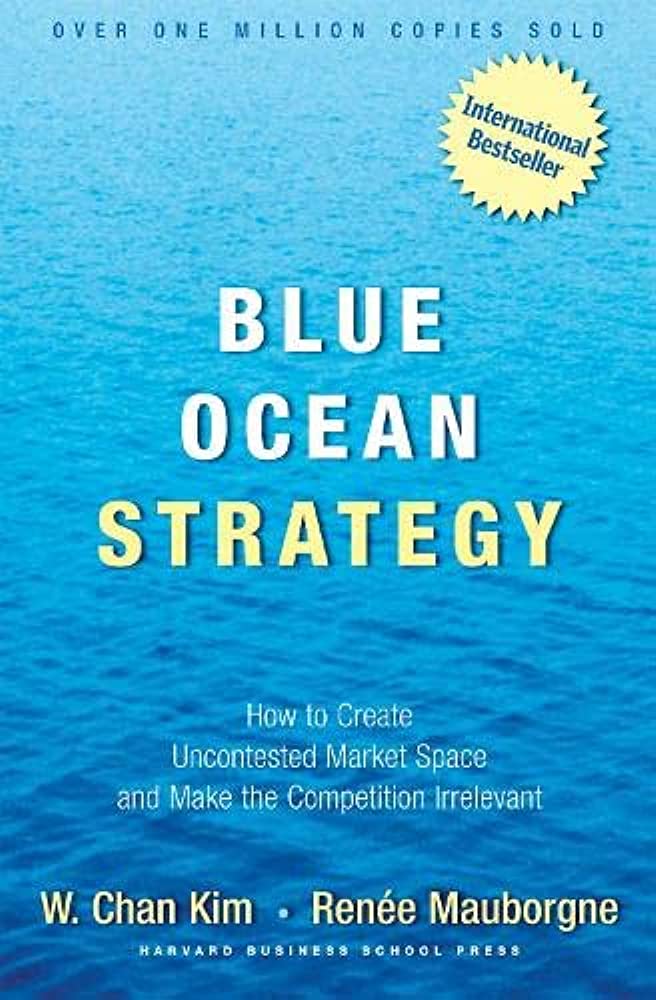 OVER ONE MILLION COPIES SOLD
International
Bestseller
BLUE
OCEAN
STRATEGY
How to Create
Uncontested Market Space
and Make the Competition Irrelevant
W. Chan Kim • Renée Mauborgne
HARVARD BUSINESS SCHOOL PRESS